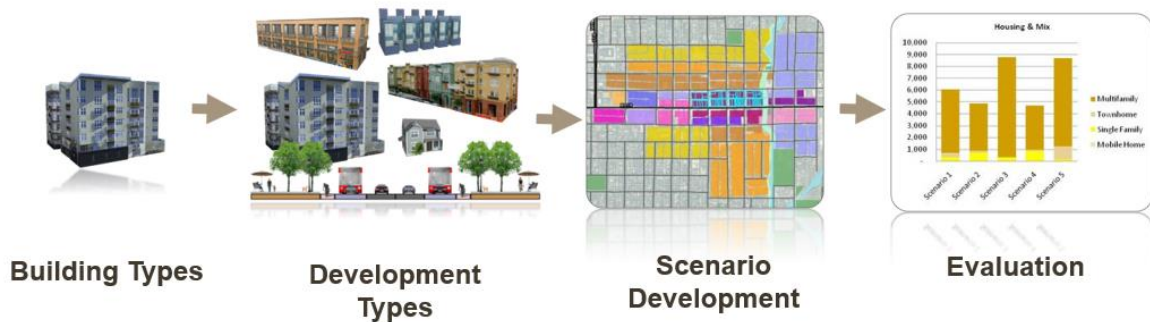 Housing & Mix
10,000
9,000
8,000
7,000
6,000
5,000
4,000
3,000
2,000
1,000
-
Multifamily
Townhome
Single Family
Mobile Home
Scenario 1
Scenario 2
Scenario 3
Scenario 4
Scenario 5
Building Types
Development
Types
Scenario
Development
Evaluation